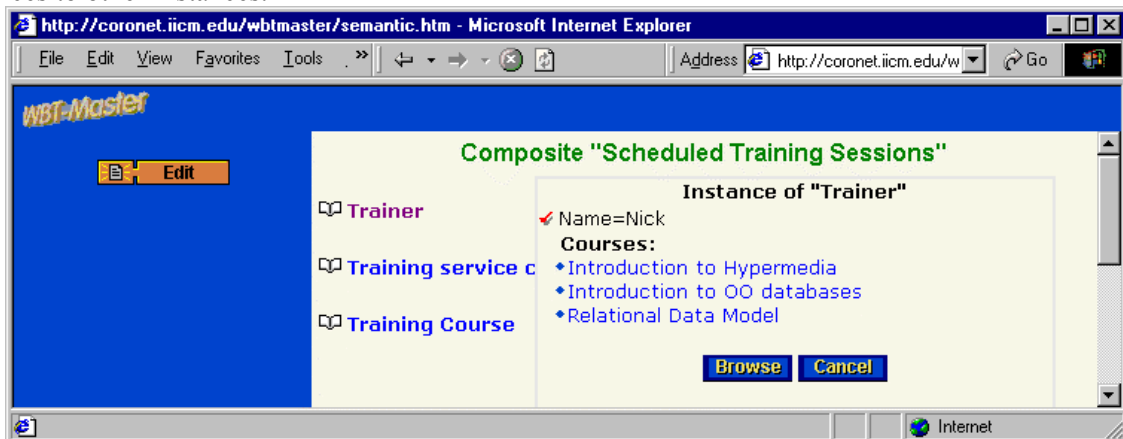 http://coronet.iicm.edu/wbtmaster/semantic.htm - Microsoft Internet Explorer
File Edit View Favorites Tools » Address http://coronet.iicm.edu/w Go
WBT-Master
Edit
Composite "Scheduled Training Sessions"
Instance of "Trainer"
Trainer
Name=Nick
Courses:
Training service c
Introduction to Hypermedia
Introduction to OO databases
Training Course
Relational Data Model
Browse Cancel
Internet